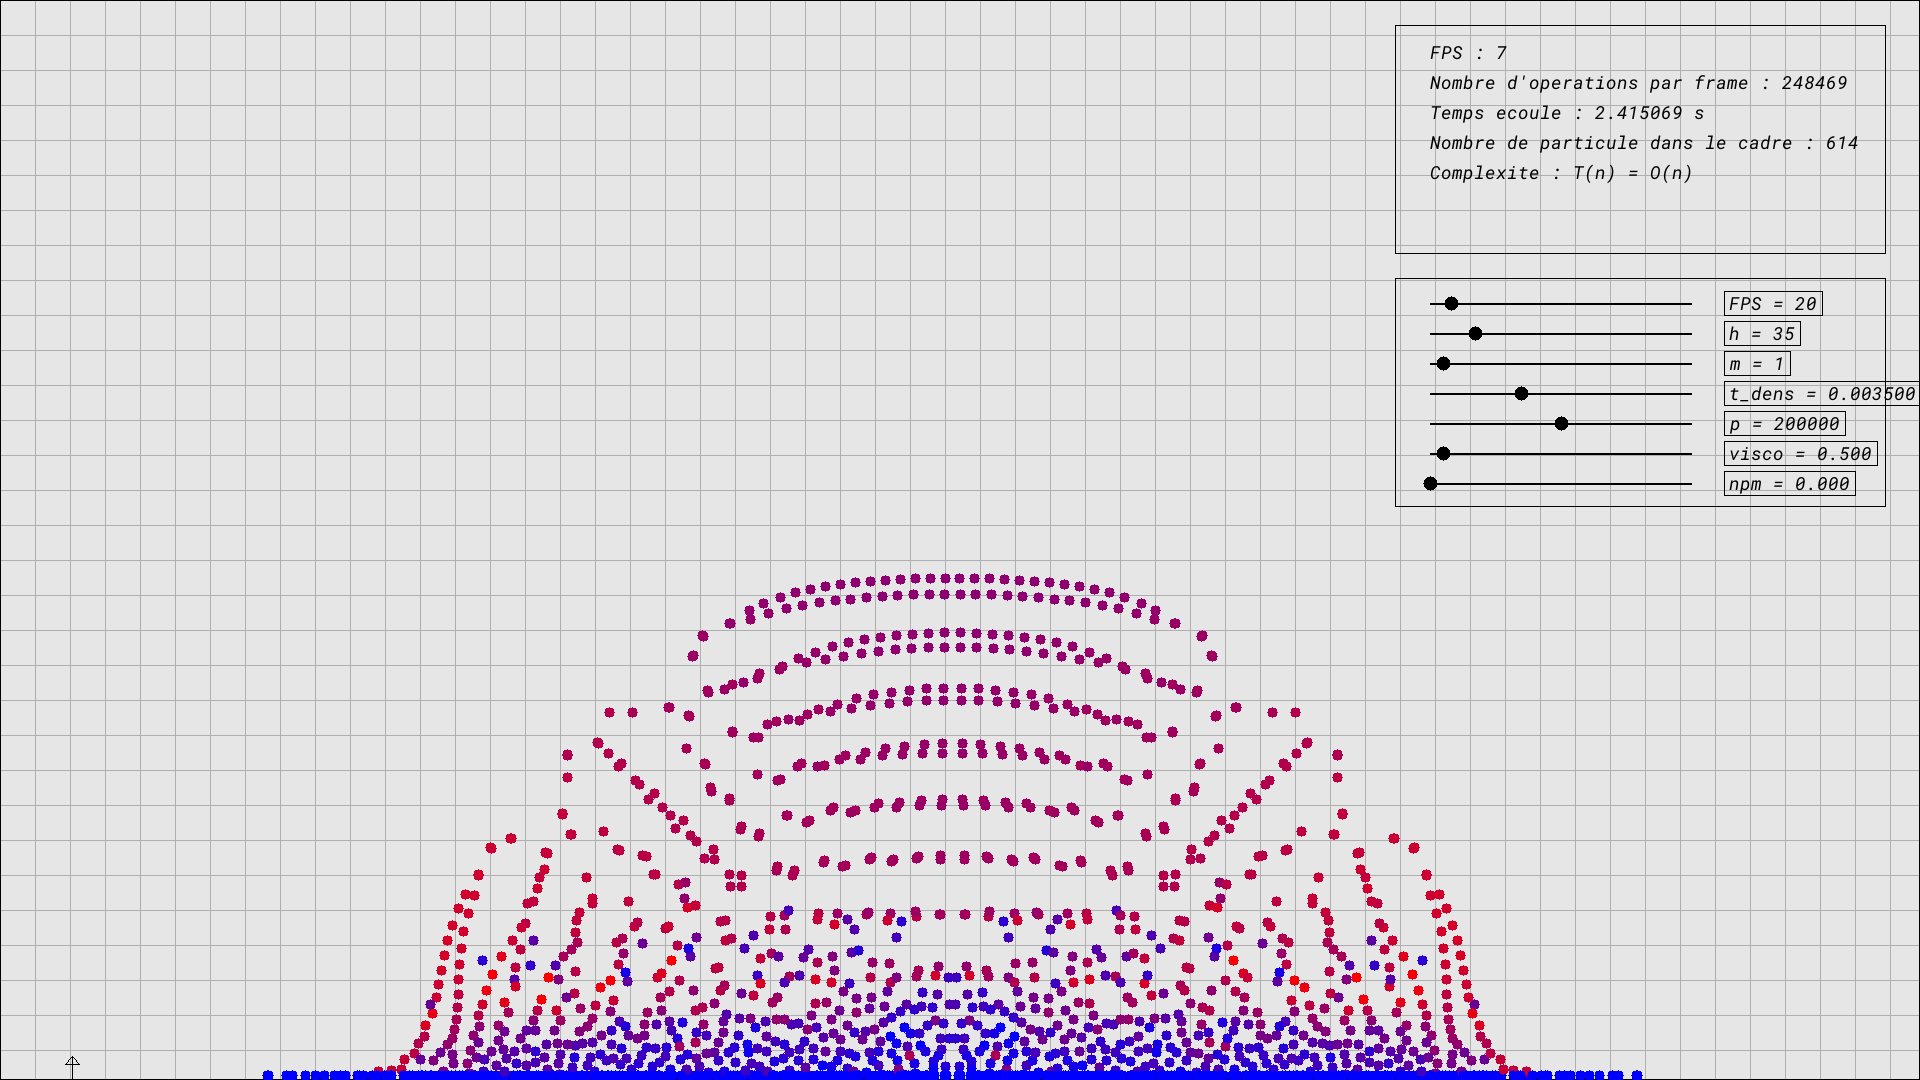 FPS : 7
Nombre d'operations par frame : 248469
Temps ecoule : 2.415069 s
Nombre de particule dans le cadre : 614
Complexite : T(n) = O(n)
FPS = 20
h = 35
m = 1
t_dens = 0.003500
p = 200000
visco = 0.500
npm = 0.000